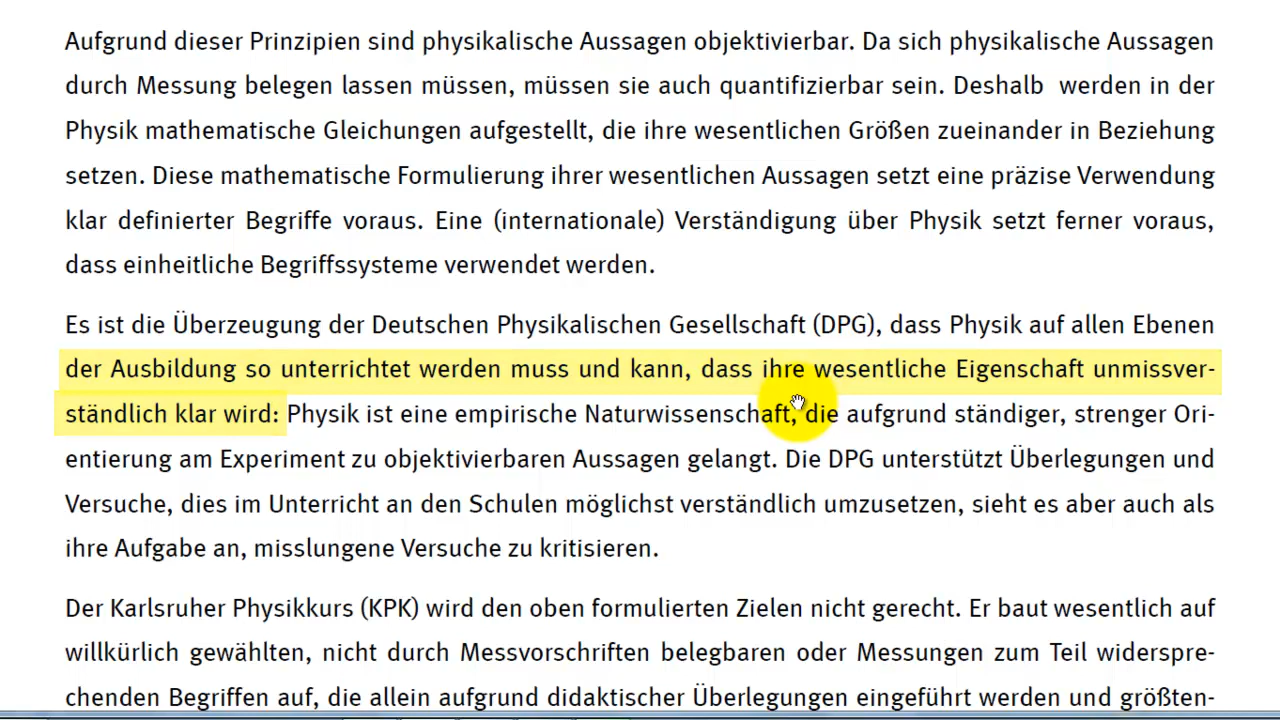 Aufgrund dieser Prinzipien sind physikalische Aussagen objektivierbar. Da sich physikalische Aussagen
durch Messung belegen lassen müssen, müssen sie auch quantifizierbar sein. Deshalb  werden in der
Physik mathematische Gleichungen aufgestellt, die ihre wesentlichen Größen zueinander in Beziehung
setzen. Diese mathematische Formulierung ihrer wesentlichen Aussagen setzt eine präzise Verwendung
klar definierter Begriffe voraus. Eine (internationale) Verständigung über Physik setzt ferner voraus,
dass einheitliche Begriffssysteme verwendet werden.
Es ist die Überzeugung der Deutschen Physikalischen Gesellschaft (DPG), dass Physik auf allen Ebenen
der Ausbildung so unterrichtet werden muss und kann, dass ihre wesentliche Eigenschaft unmissver-
ständlich klar wird: Physik ist eine empirische Naturwissenschaft, die aufgrund ständiger, strenger Ori-
entierung am Experiment zu objektivierbaren Aussagen gelangt. Die DPG unterstützt Überlegungen und
Versuche, dies im Unterricht an den Schulen möglichst verständlich umzusetzen, sieht es aber auch als
ihre Aufgabe an, misslungene Versuche zu kritisieren.
Der Karlsruher Physikkurs (KPK) wird den oben formulierten Zielen nicht gerecht. Er baut wesentlich auf
willkürlich gewählten, nicht durch Messvorschriften belegbaren oder Messungen zum Teil widerspre-
chenden Begriffen auf, die allein aufgrund didaktischer Überlegungen eingeführt werden und größten-